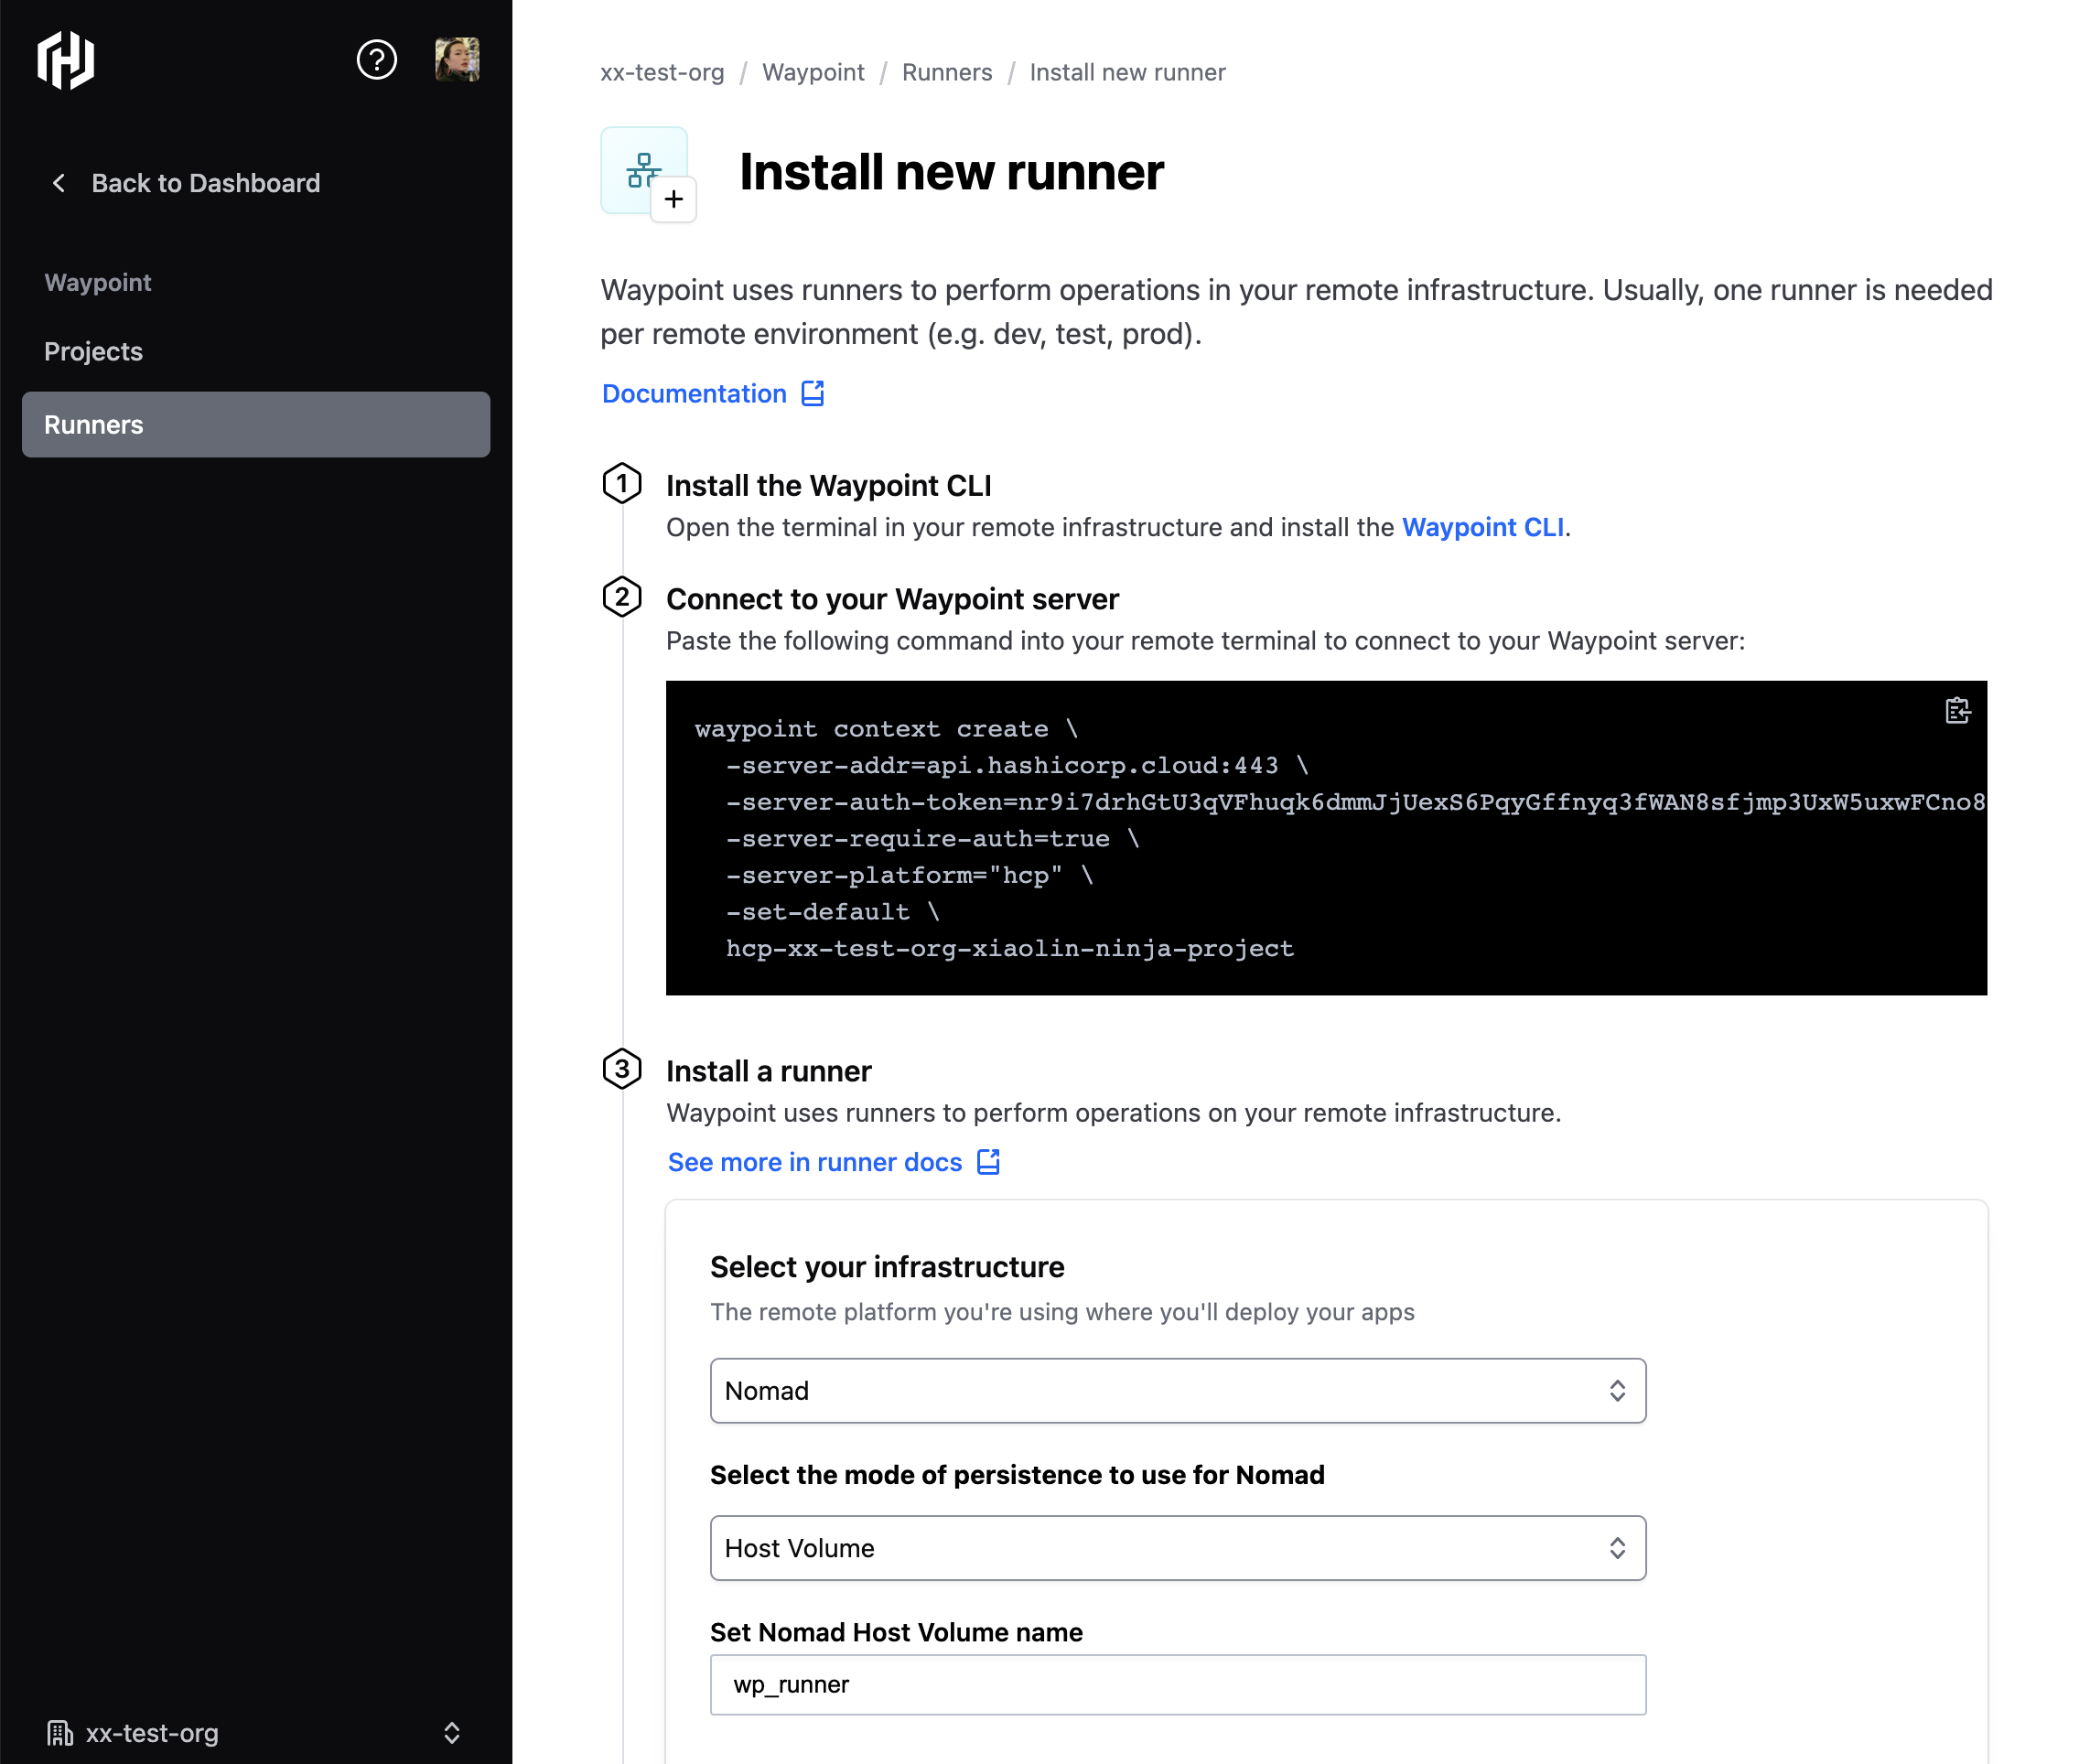 xx-test-org / Waypoint / Runners / Install new runner
Back to Dashboard
Waypoint
Projects
Runners
xx-test-org
Install new runner
Waypoint uses runners to perform operations in your remote infrastructure. Usually, one runner is needed
per remote environment (e.g. dev, test, prod).
Documentation
1 Install the Waypoint CLI
Open the terminal in your remote infrastructure and install the Waypoint CLI.
2 Connect to your Waypoint server
Paste the following command into your remote terminal to connect to your Waypoint server:
waypoint context create \
-server-addr=api.hashicorp.cloud:443 \
-server-auth-token=nr9i7drhGtU3qVFhuqk6dmmJjUexS6PqyGffnyq3fWAN8sfjmp3UxW5uxwFCno8
-server-require-auth=true \
-server-platform="hcp" \
-set-default \
hcp-xx-test-org-xiaolin-ninja-project
3 Install a runner
Waypoint uses runners to perform operations on your remote infrastructure.
See more in runner docs
Select your infrastructure
The remote platform you're using where you'll deploy your apps
Nomad
Select the mode of persistence to use for Nomad
Host Volume
Set Nomad Host Volume name
wp_runner